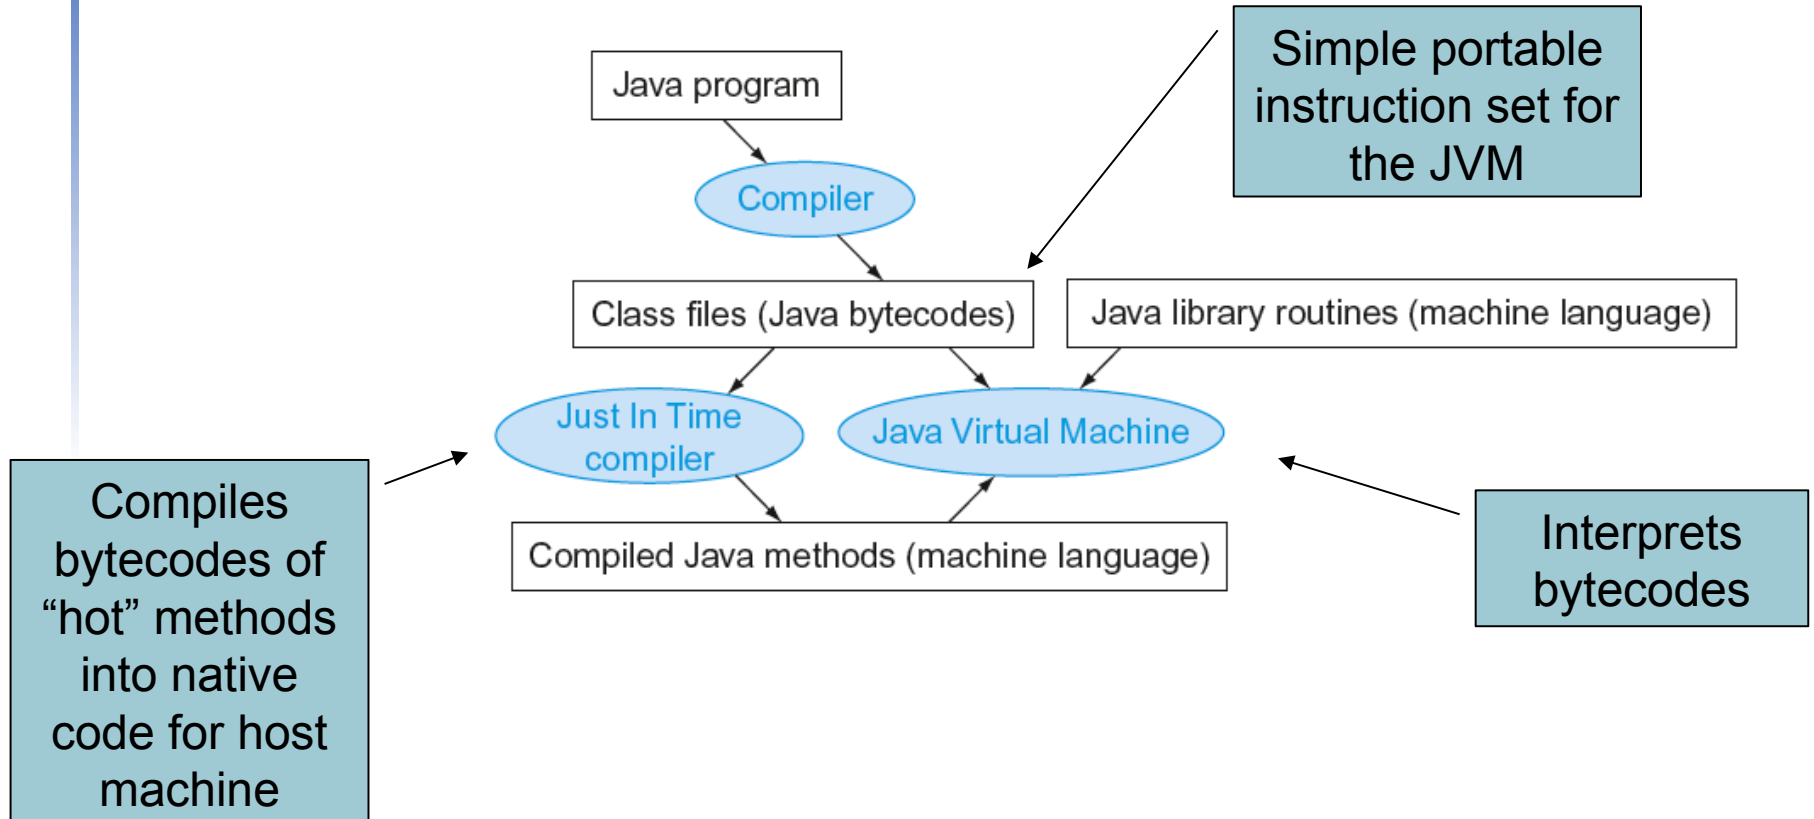 Simple portable
instruction set for
the JVM
Java program
Compiler
Class files (Java bytecodes)
Java library routines (machine language)
Just In Time
compiler
Java Virtual Machine
Compiles
bytecodes of
“hot” methods
into native
code for host
machine
Compiled Java methods (machine language)
Interprets
bytecodes